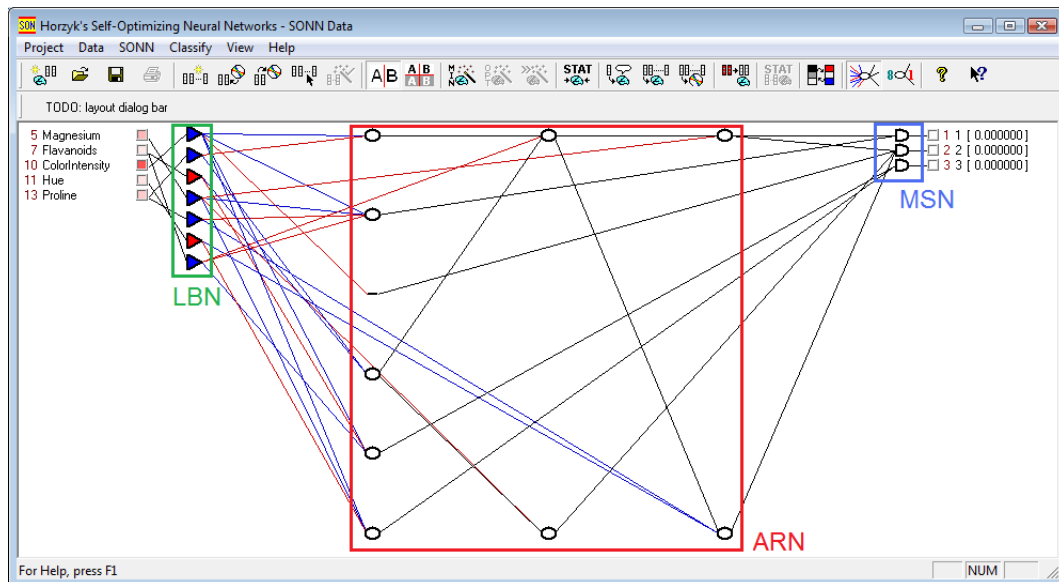 SON Horzyk's Self-Optimizing Neural Networks - SONN Data
Project Data SONN Classify View Help
A|B A|B STAT STAT
TODO: layout dialog bar
5 Magnesium
7 Flavanoids
10 ColorIntensity
11 Hue
13 Proline
1 1 [ 0.000000]
2 2 [ 0.000000]
3 3 [ 0.000000]
MSN
LBN
ARN
For Help, press F1
NUM